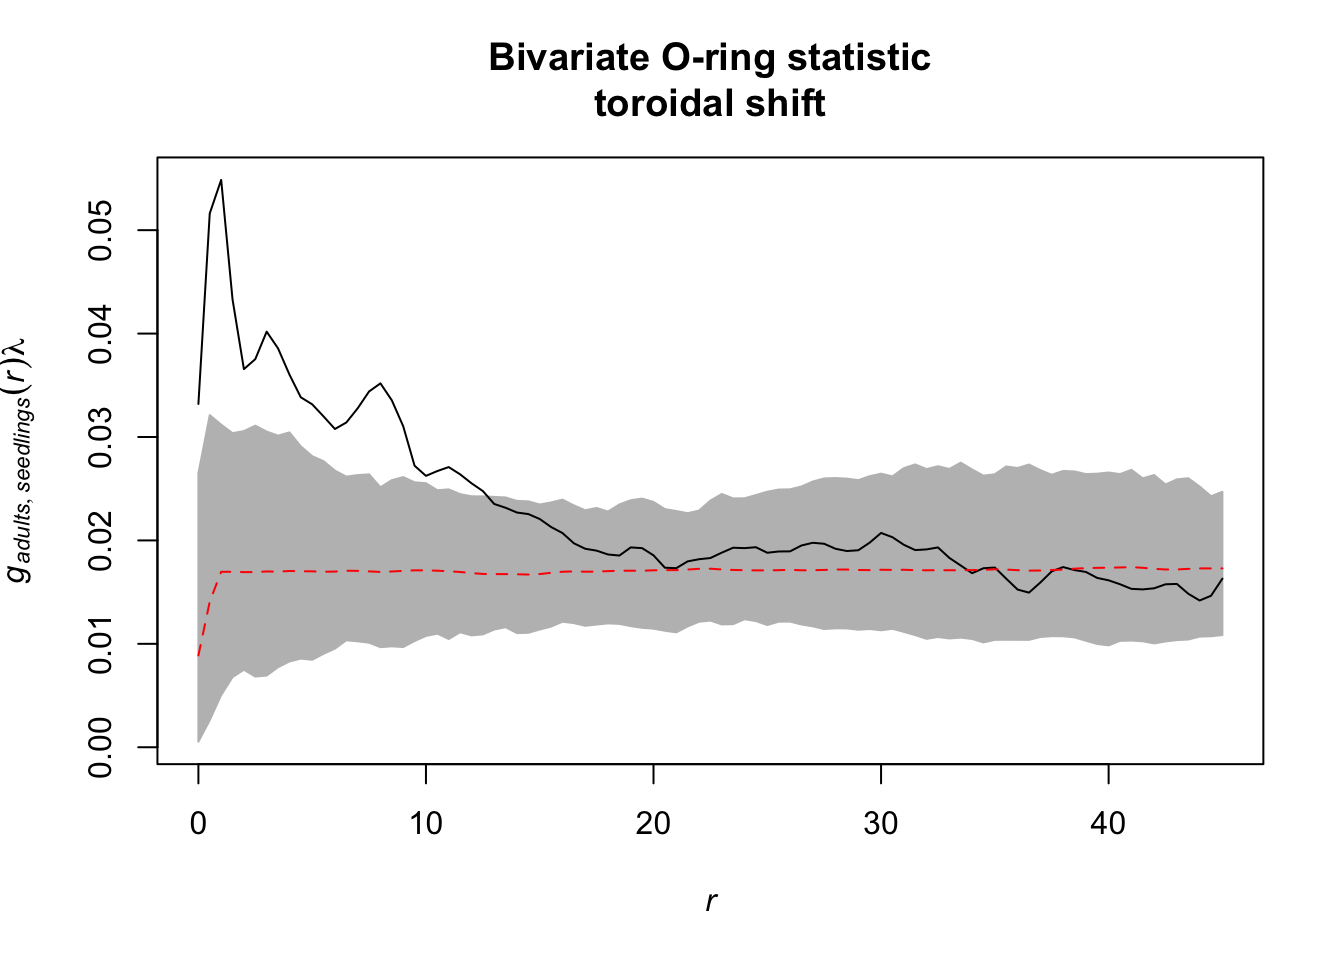 Bivariate O-ring statistic
toroidal shift
g adults, seedlings (r)λ
0.05
0.04
0.03
0.02
0.01
0.00
0 10 20 30 40
r